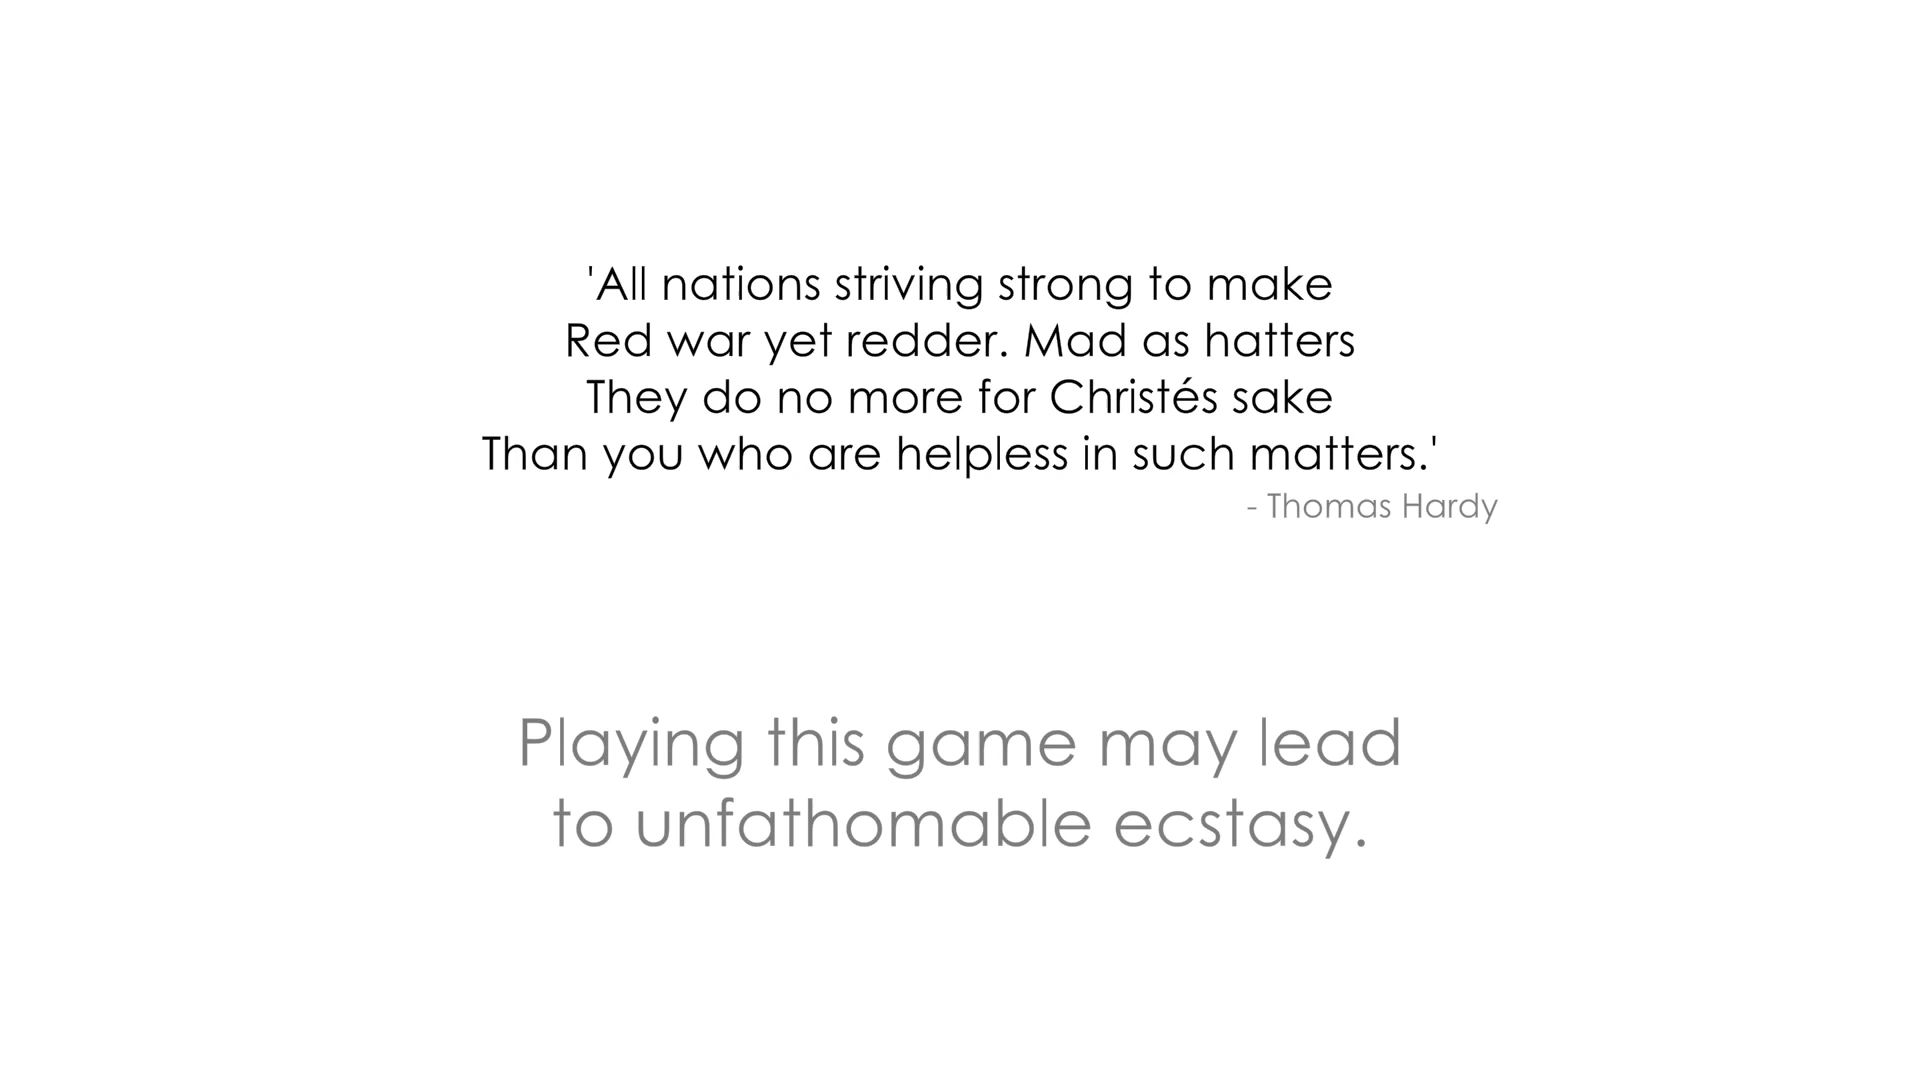 'All nations striving strong to make
Red war yet redder. Mad as hatters
They do no more for Christés sake
Than you who are helpless in such matters.'
- Thomas Hardy
Playing this game may lead
to unfathomable ecstasy.